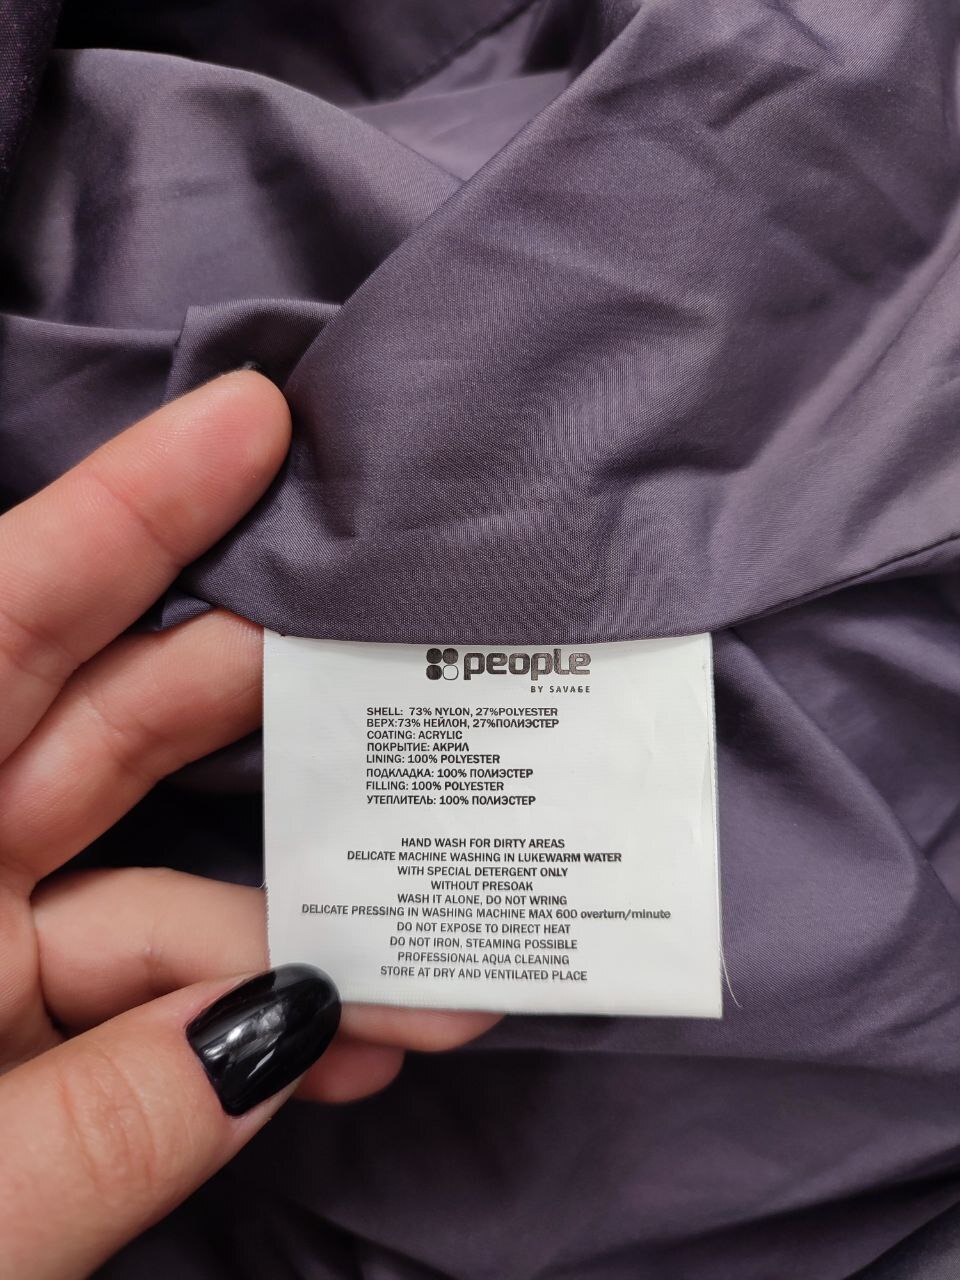 people
BY SAVAGE
SHELL: 73% NYLON, 27%POLYESTER
ВЕРХ:73% НЕЙЛОН, 27%ПОЛИЭСТЕР
COATING: ACRYLIC
ПОКРЫТИЕ: АКРИЛ
LINING: 100% POLYESTER
ПОДКЛАДКА: 100% ПОЛИЭСТЕР
FILLING: 100% POLYESTER
УТЕПЛИТЕЛЬ: 100% ПОЛИЭСТЕР
HAND WASH FOR DIRTY AREAS
DELICATE MACHINE WASHING IN LUKEWARM WATER
WITH SPECIAL DETERGENT ONLY
WITHOUT PRESOAK
WASH IT ALONE, DO NOT WRING
DELICATE PRESSING IN WASHING MACHINE MAX 600 overturn/minute
DO NOT EXPOSE TO DIRECT HEAT
DO NOT IRON, STEAMING POSSIBLE
PROFESSIONAL AQUA CLEANING
STORE AT DRY AND VENTILATED PLACE